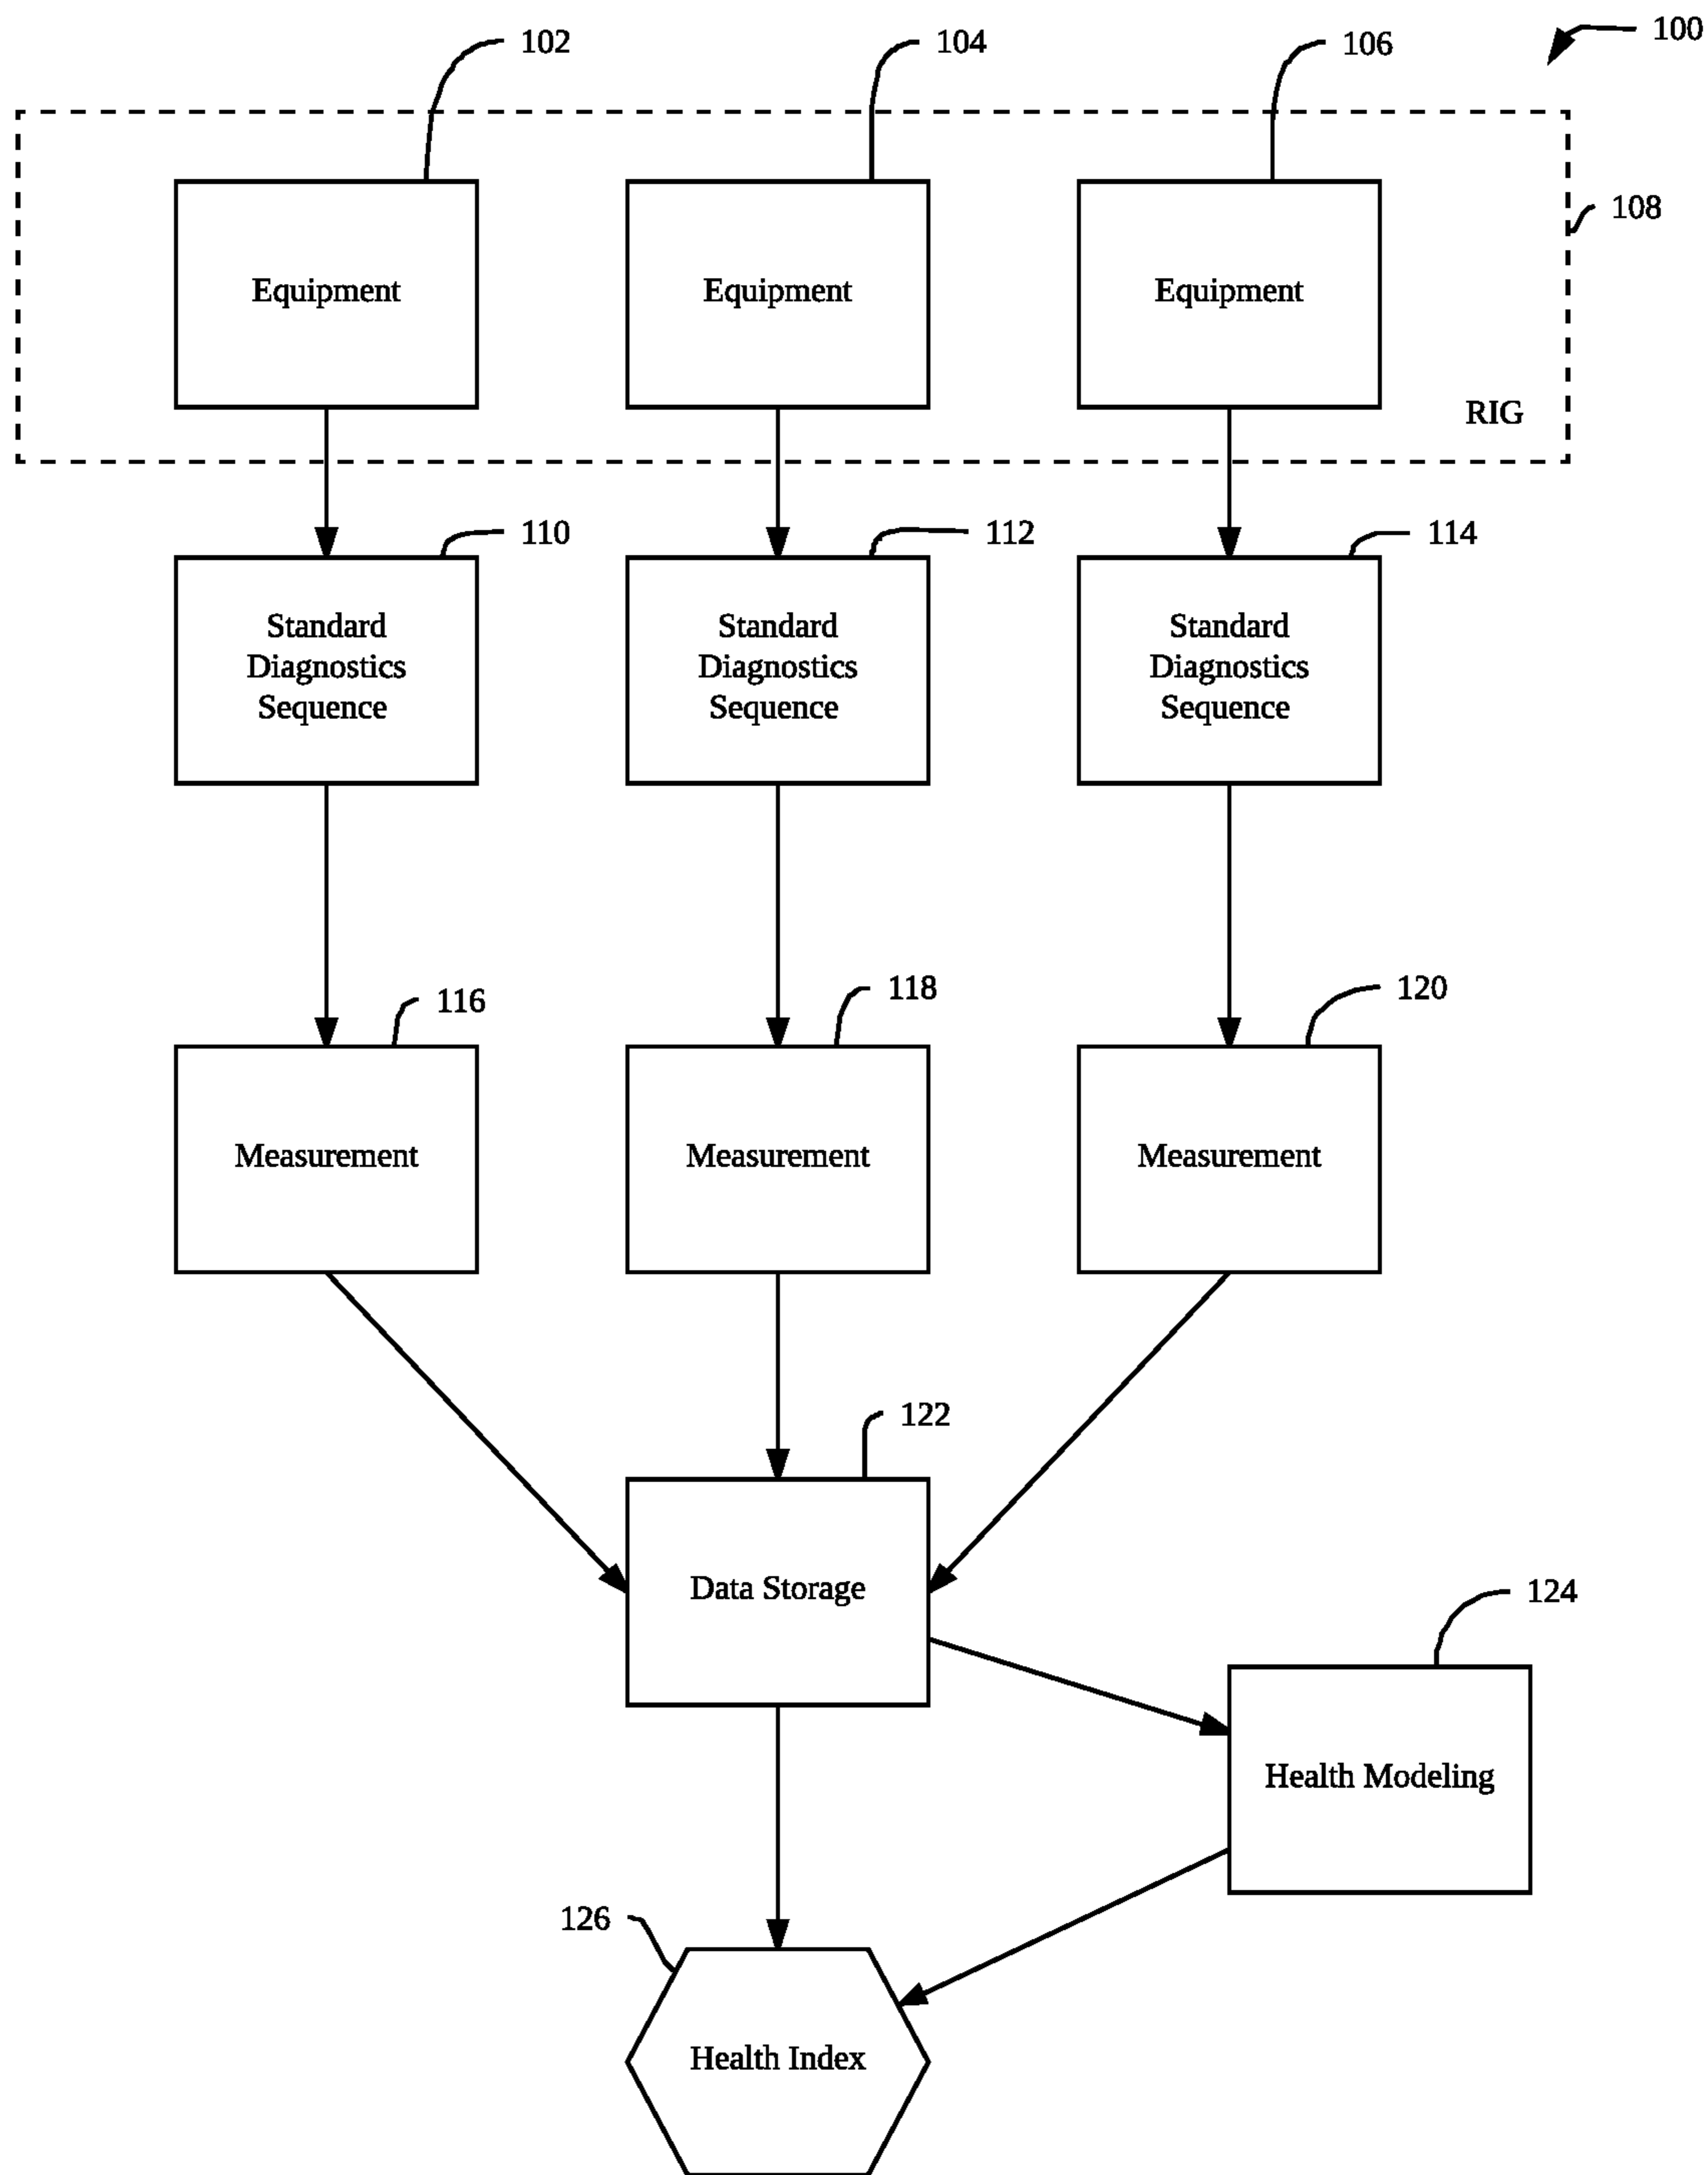 100
102
104
106
108
Equipment
Equipment
Equipment
RIG
110
112
114
Standard
Diagnostics
Sequence
Standard
Diagnostics
Sequence
Standard
Diagnostics
Sequence
116
118
120
Measurement
Measurement
Measurement
122
Data Storage
124
Health Modeling
126
Health Index